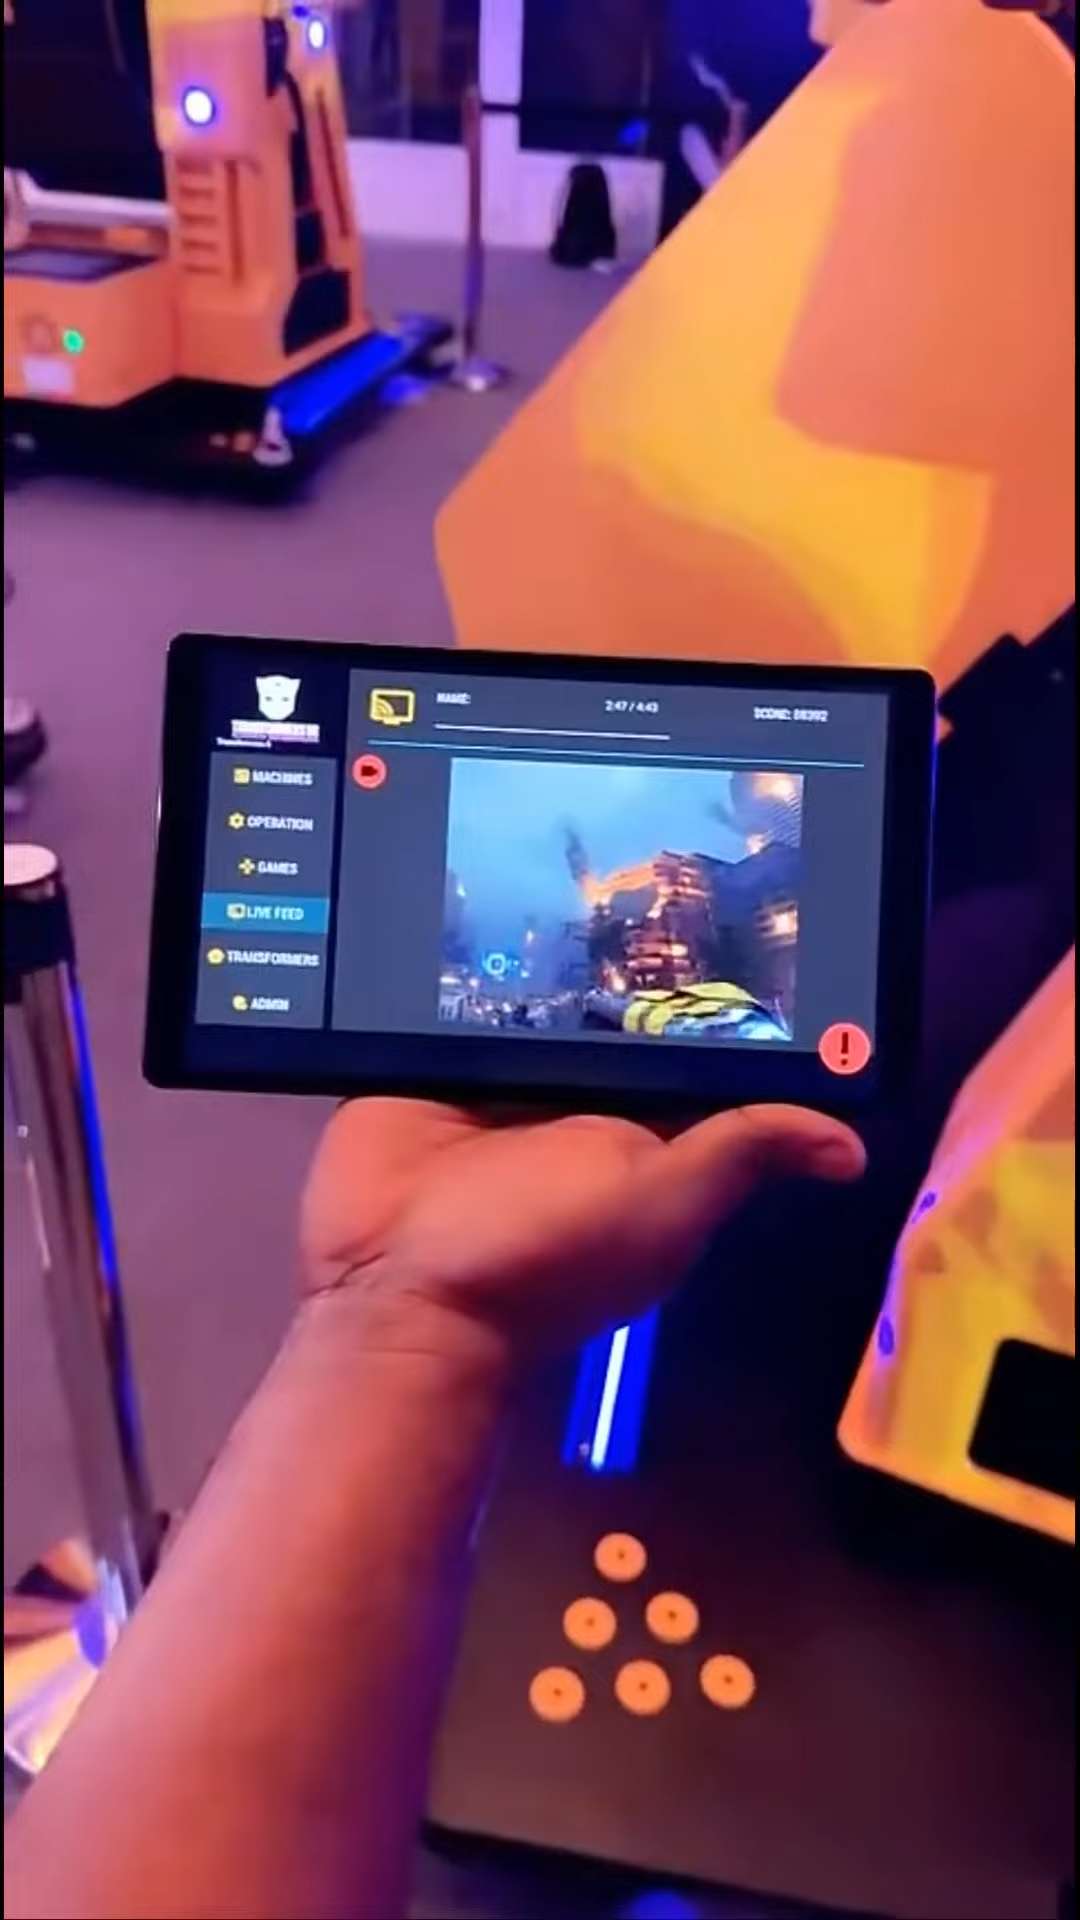 NAME:
2:47 / 4:43
SCORE: 08392
MACHINES
OPERATION
GAMES
LIVE FEED
TRANSFORMERS
ADMIN